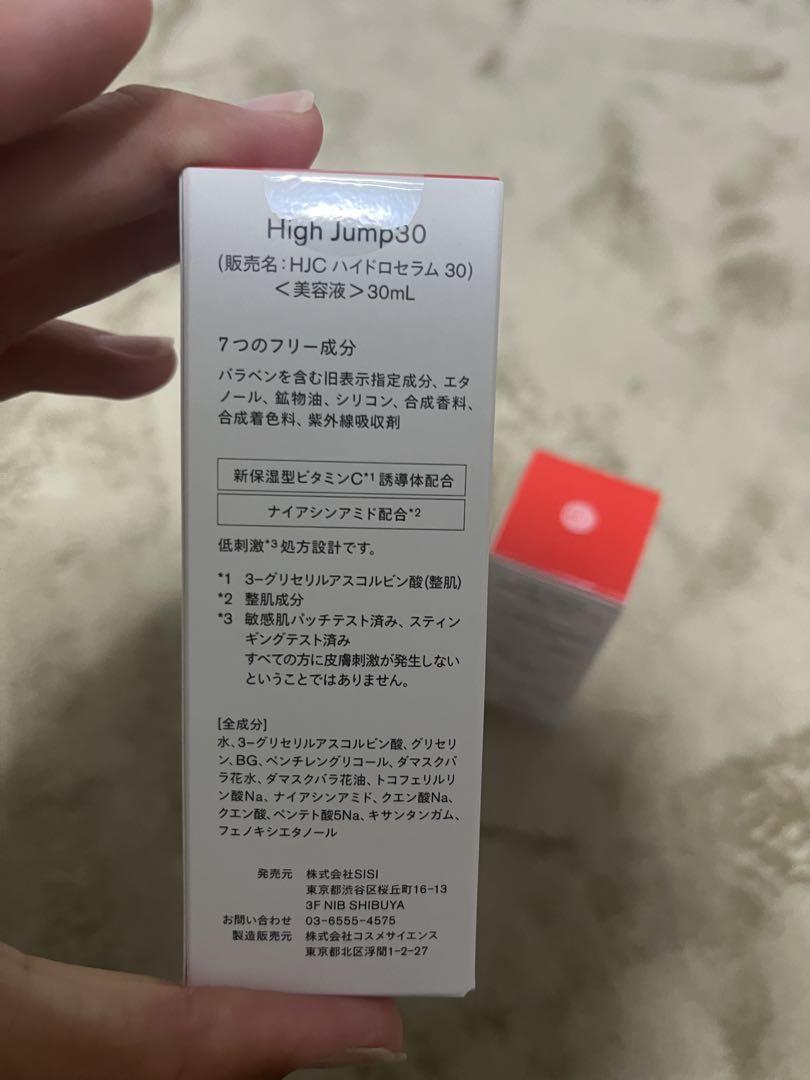 High Jump30
(販売名:HJC ハイドロセラム 30)
<美容液>30mL
7つのフリー成分
パラベンを含む旧表示指定成分、エタ
ノール、鉱物油、シリコン、合成香料、
合成着色料、紫外線吸収剤
新保湿型ビタミンC*1 誘導体配合
ナイアシンアミド配合*2
低刺激*3 処方設計です。
*1 3-グリセリルアスコルビン酸(整肌)
*2 整肌成分
*3 敏感肌パッチテスト済み、スティン
ギングテスト済み
すべての方に皮膚刺激が発生しない
ということではありません。
[全成分]
水、3-グリセリルアスコルビン酸、グリセリ
ン、BG、ペンチレングリコール、ダマスクバ
ラ花水、ダマスクバラ花油、トコフェリルリ
ン酸Na、ナイアシンアミド、クエン酸Na、
クエン酸、ペンテト酸5Na、キサンタンガム、
フェノキシエタノール
発売元 株式会社SISI
東京都渋谷区桜丘町16-13
3F NIB SHIBUYA
お問い合わせ 03-6555-4575
製造販売元 株式会社コスメサイエンス
東京都北区浮間1-2-27